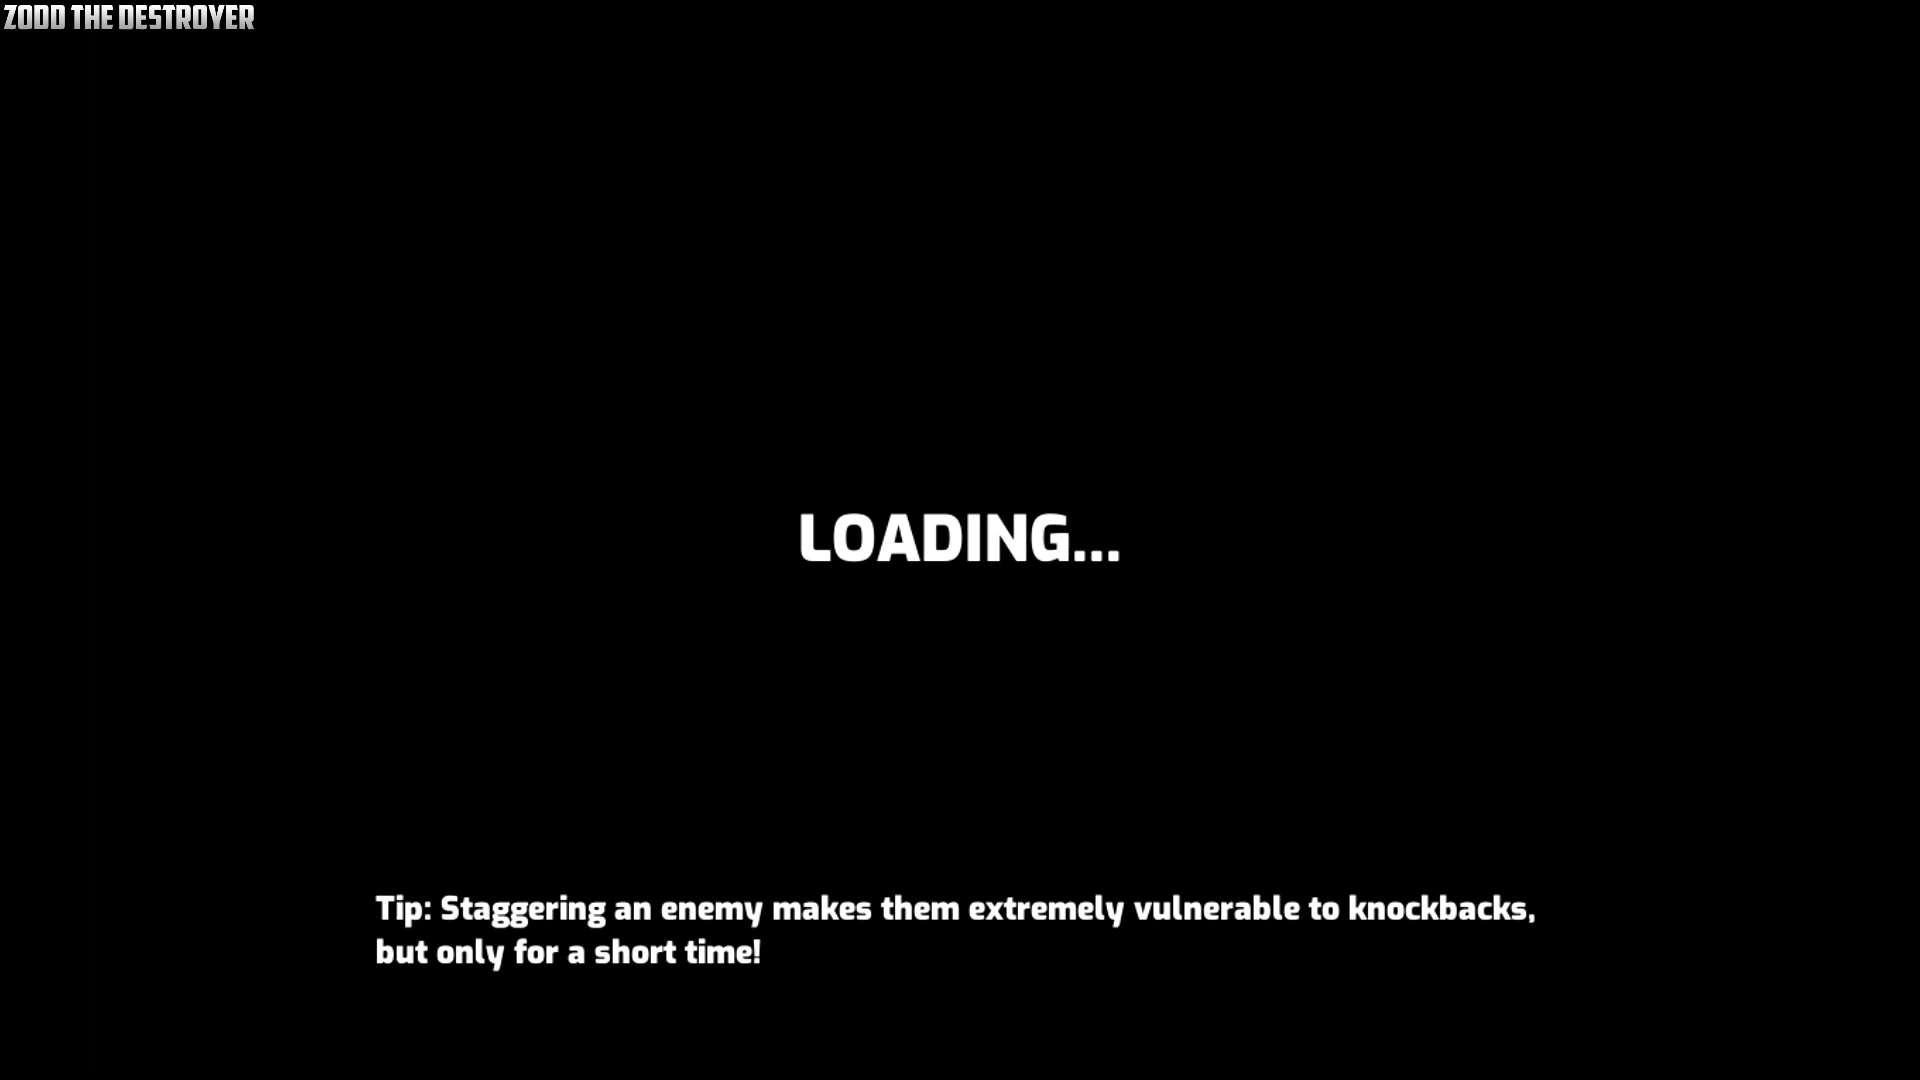 ZODD THE DESTROYER
LOADING...
Tip: Staggering an enemy makes them extremely vulnerable to knockbacks,
but only for a short time!